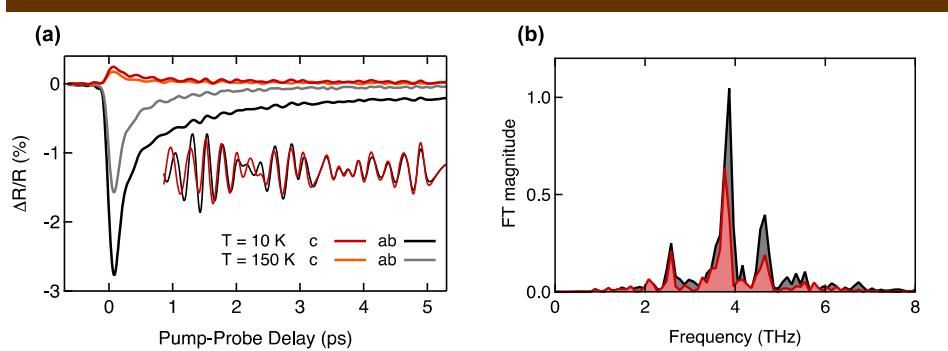 (a)
0
-1
-2
-3
ΔR/R (%)
T = 10 K c ab
T = 150 K c ab
0 1 2 3 4 5
Pump-Probe Delay (ps)
(b)
1.0
0.5
0.0
FT magnitude
0 2 4 6 8
Frequency (THz)